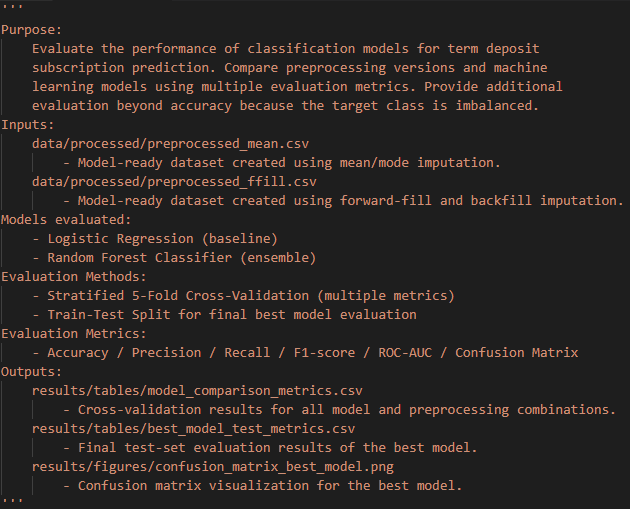 '''
Purpose:
    Evaluate the performance of classification models for term deposit
    subscription prediction. Compare preprocessing versions and machine
    learning models using multiple evaluation metrics. Provide additional
    evaluation beyond accuracy because the target class is imbalanced.
Inputs:
    data/processed/preprocessed_mean.csv
        - Model-ready dataset created using mean/mode imputation.
    data/processed/preprocessed_ffill.csv
        - Model-ready dataset created using forward-fill and backfill imputation.
Models evaluated:
    - Logistic Regression (baseline)
    - Random Forest Classifier (ensemble)
Evaluation Methods:
    - Stratified 5-Fold Cross-Validation (multiple metrics)
    - Train-Test Split for final best model evaluation
Evaluation Metrics:
    - Accuracy / Precision / Recall / F1-score / ROC-AUC / Confusion Matrix
Outputs:
    results/tables/model_comparison_metrics.csv
        - Cross-validation results for all model and preprocessing combinations.
    results/tables/best_model_test_metrics.csv
        - Final test-set evaluation results of the best model.
    results/figures/confusion_matrix_best_model.png
        - Confusion matrix visualization for the best model.
'''